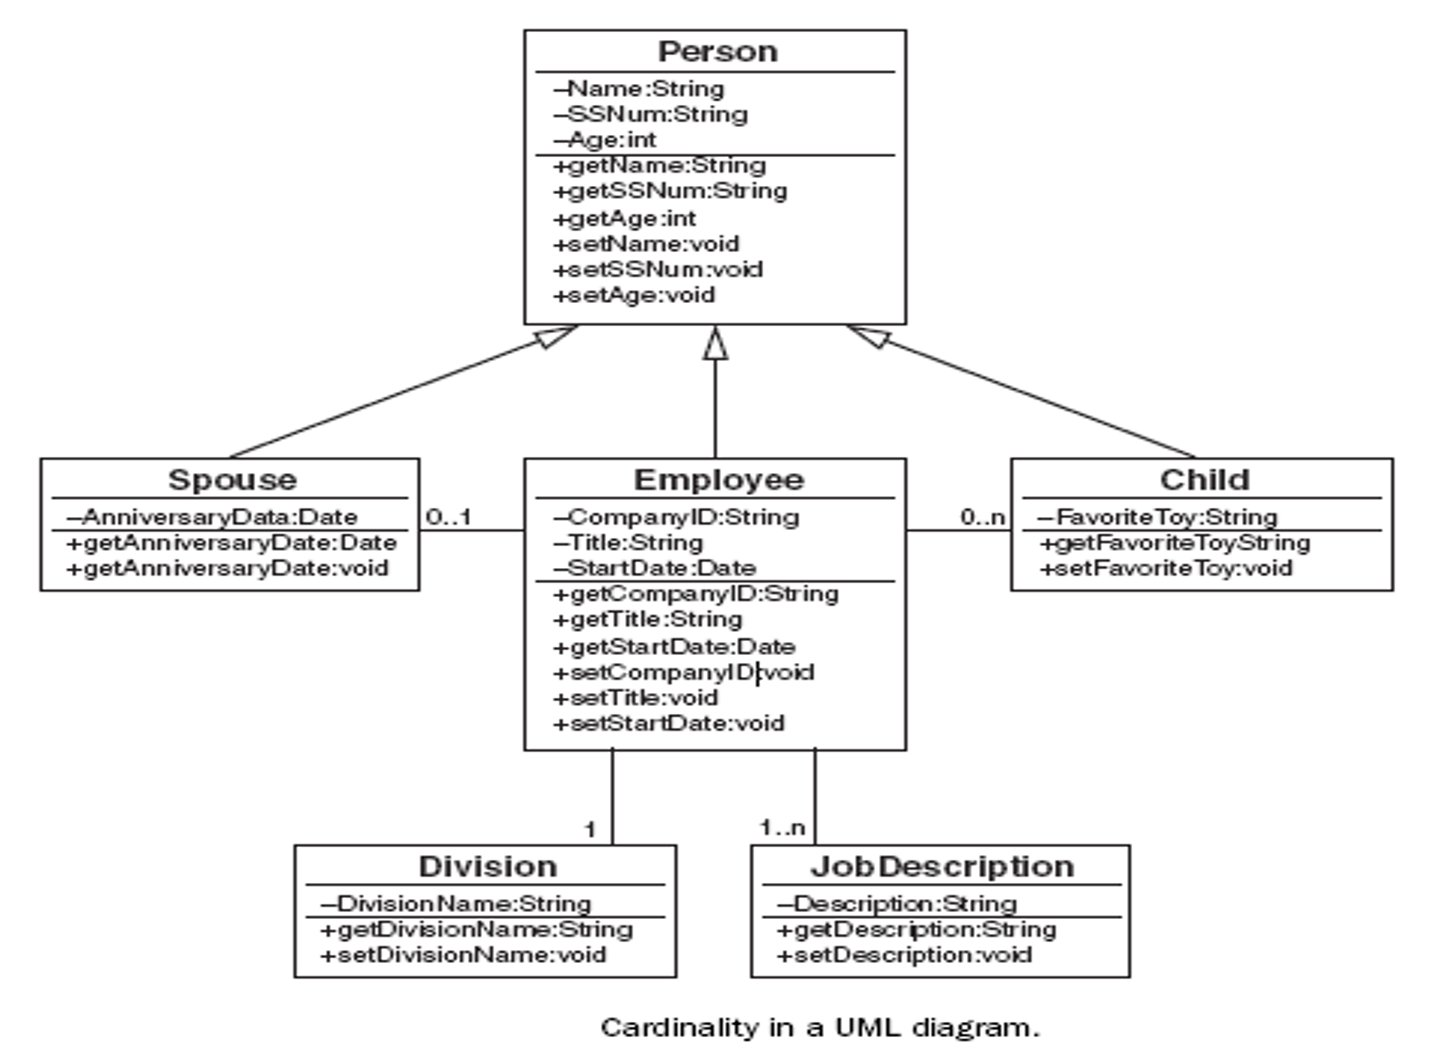 Person
–Name:String
–SSNum:String
–Age:int
+getName:String
+getSSNum:String
+getAge:int
+setName:void
+setSSNum:void
+setAge:void
Spouse
–AnniversaryData:Date
+getAnniversaryDate:Date
+getAnniversaryDate:void
0..1
Employee
–CompanyID:String
–Title:String
–StartDate:Date
+getCompanyID:String
+getTitle:String
+getStartDate:Date
+setCompanyID:void
+setTitle:void
+setStartDate:void
0..n
Child
–FavoriteToy:String
+getFavoriteToyString
+setFavoriteToy:void
1
1..n
Division
–DivisionName:String
+getDivisionName:String
+setDivisionName:void
JobDescription
–Description:String
+getDescription:String
+setDescription:void
Cardinality in a UML diagram.